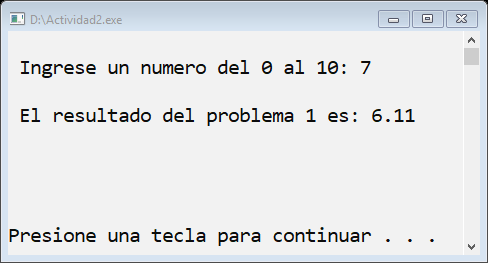 D:\Actividad2.exe
Ingrese un numero del 0 al 10: 7
El resultado del problema 1 es: 6.11
Presione una tecla para continuar . . .